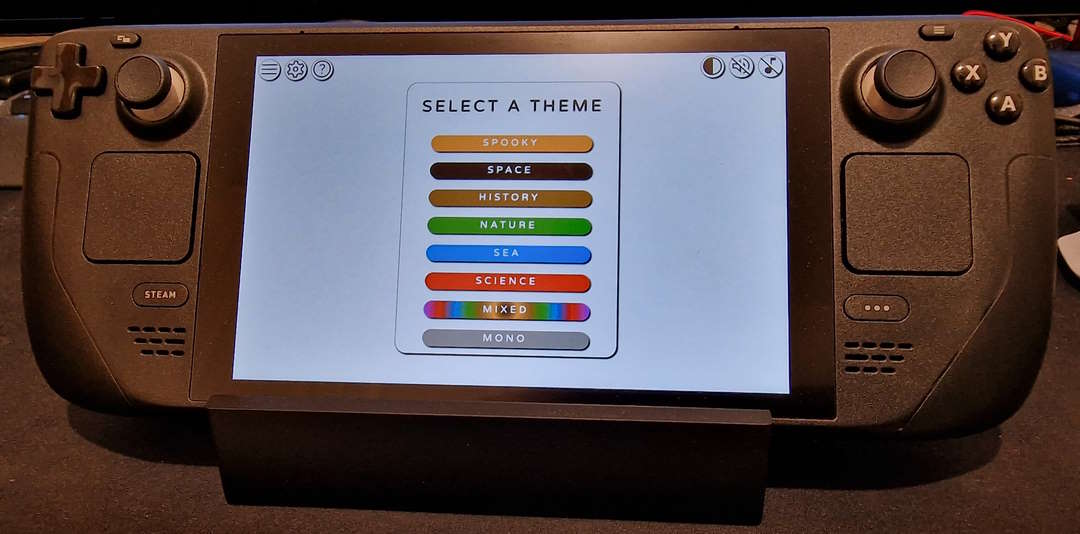 ?
SELECT A THEME
SPOOKY
SPACE
HISTORY
NATURE
SEA
SCIENCE
MIXED
MONO
STEAM
Y
X
B
A